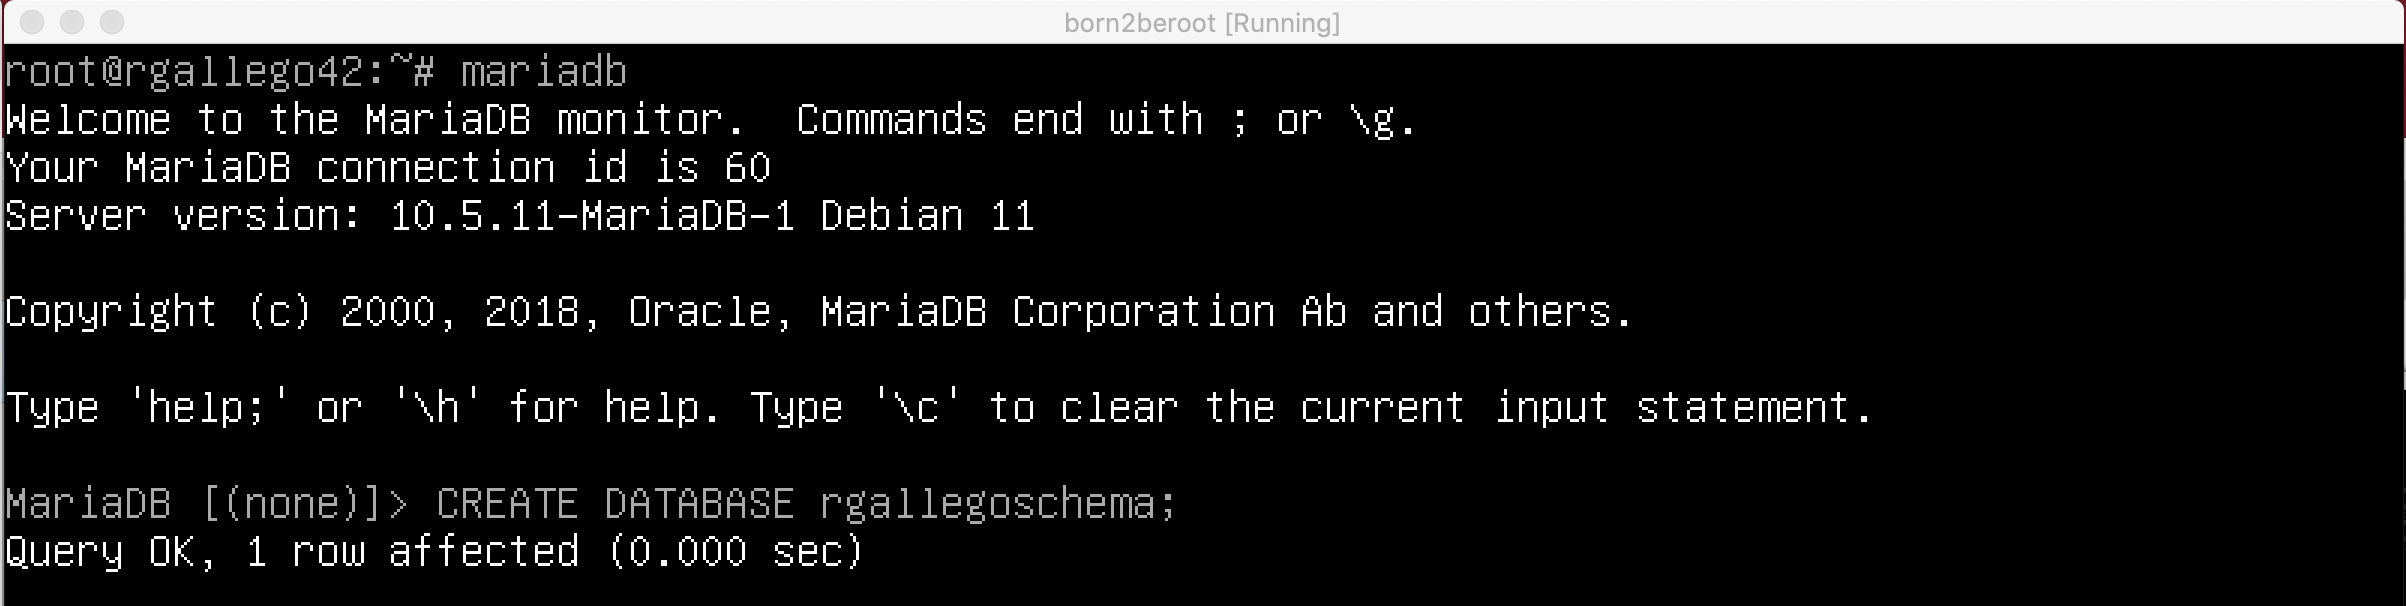 born2beroot [Running]
root@rgallego42:~# mariadb
Welcome to the MariaDB monitor.  Commands end with ; or \g.
Your MariaDB connection id is 60
Server version: 10.5.11-MariaDB-1 Debian 11
Copyright (c) 2000, 2018, Oracle, MariaDB Corporation Ab and others.
Type 'help;' or '\h' for help. Type '\c' to clear the current input statement.
MariaDB [(none)]> CREATE DATABASE rgallegoschema;
Query OK, 1 row affected (0.000 sec)